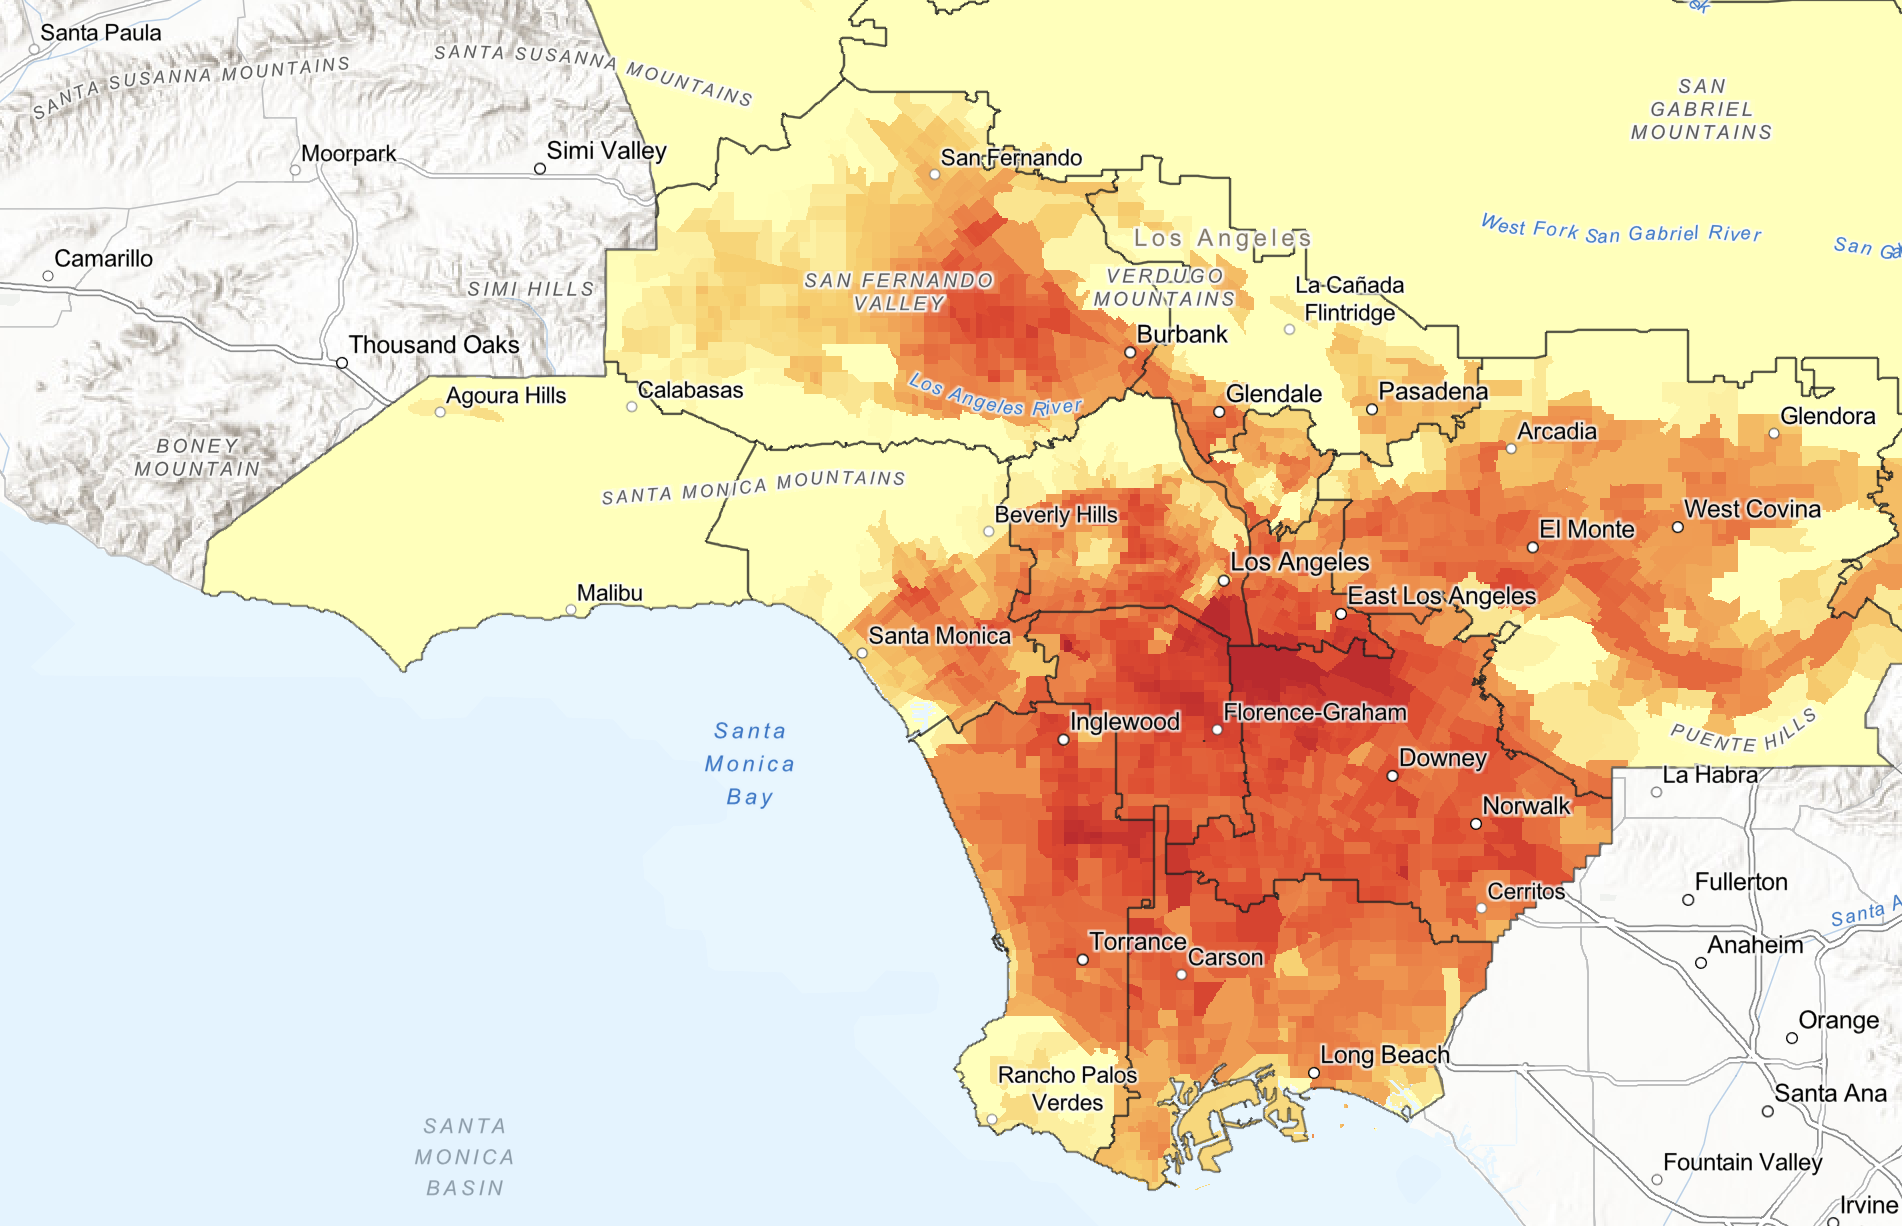 Santa Paula
SANTA SUSANNA MOUNTAINS
SANTA SUSANNA MOUNTAINS
SAN
GABRIEL
MOUNTAINS
Moorpark
Simi Valley
San Fernando
Camarillo
SIMI HILLS
SAN FERNANDO
VALLEY
Los Angeles
VERDUGO
MOUNTAINS
West Fork San Gabriel River
San Ga
La Cañada
Flintridge
Thousand Oaks
Burbank
Agoura Hills
Calabasas
Los Angeles River
Glendale
Pasadena
Glendora
Arcadia
BONEY
MOUNTAIN
SANTA MONICA MOUNTAINS
Beverly Hills
El Monte
West Covina
Los Angeles
East Los Angeles
Malibu
Santa Monica
Santa
Monica
Bay
Inglewood
Florence-Graham
PUENTE HILLS
Downey
La Habra
Norwalk
Cerritos
Fullerton
Santa A
Torrance
Carson
Anaheim
Orange
Long Beach
Rancho Palos
Verdes
Santa Ana
SANTA
MONICA
BASIN
Fountain Valley
Irvine